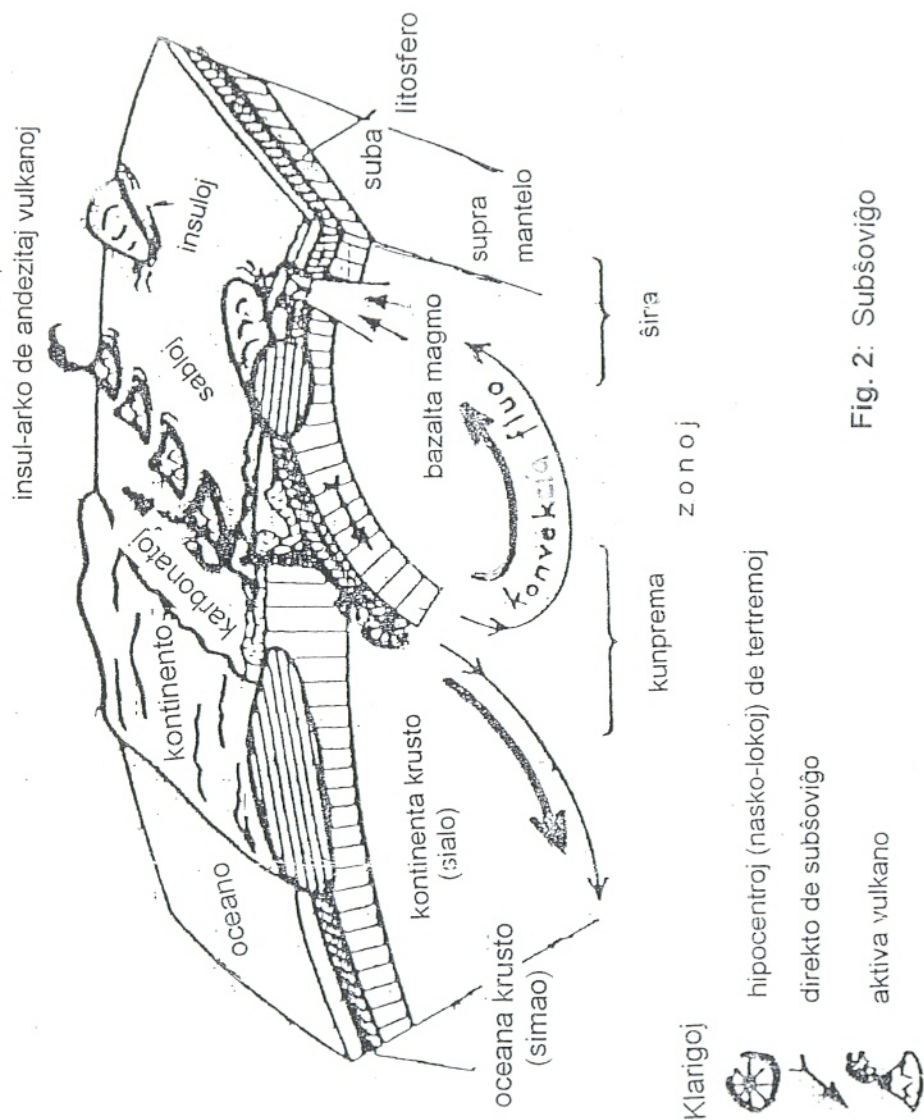 insul-arko de andezitaj vulkanoj
oceano
kontinento
karbonatoj
sabloj
insuloj
suba litosfero
supra
mantelo
bazalta magmo
konvekcia fluo
oceana krusto
(simao)
kontinenta krusto
(sialo)
kunprema
ŝira
zonoj
Klarigoj
hipocentroj (nasko-lokoj) de tertremoj
direkto de subŝoviĝo
aktiva vulkano
Fig. 2: Subŝoviĝo